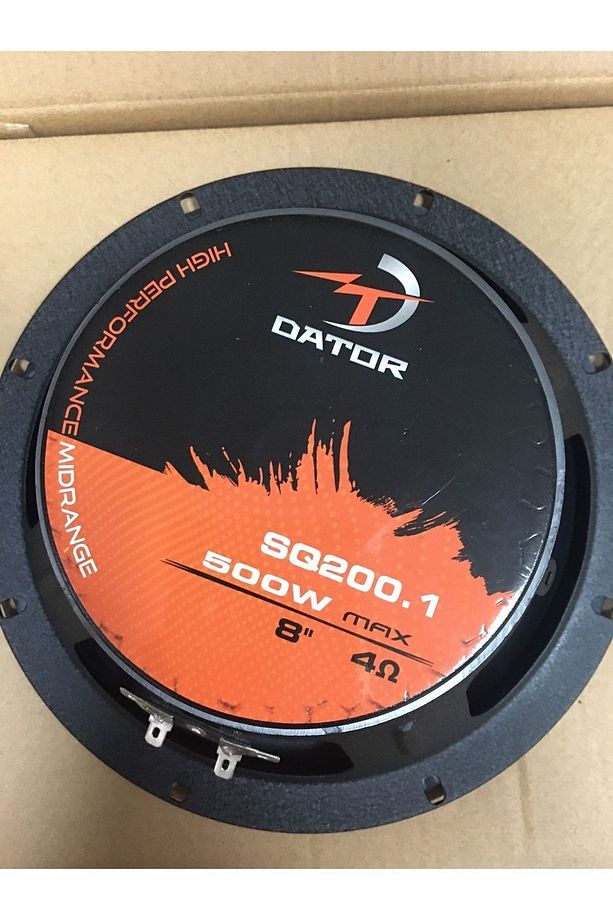 HIGH PERFORMANCE MIDRANGE
DATOR
SQ200.1
500W MAX
8" 4Ω